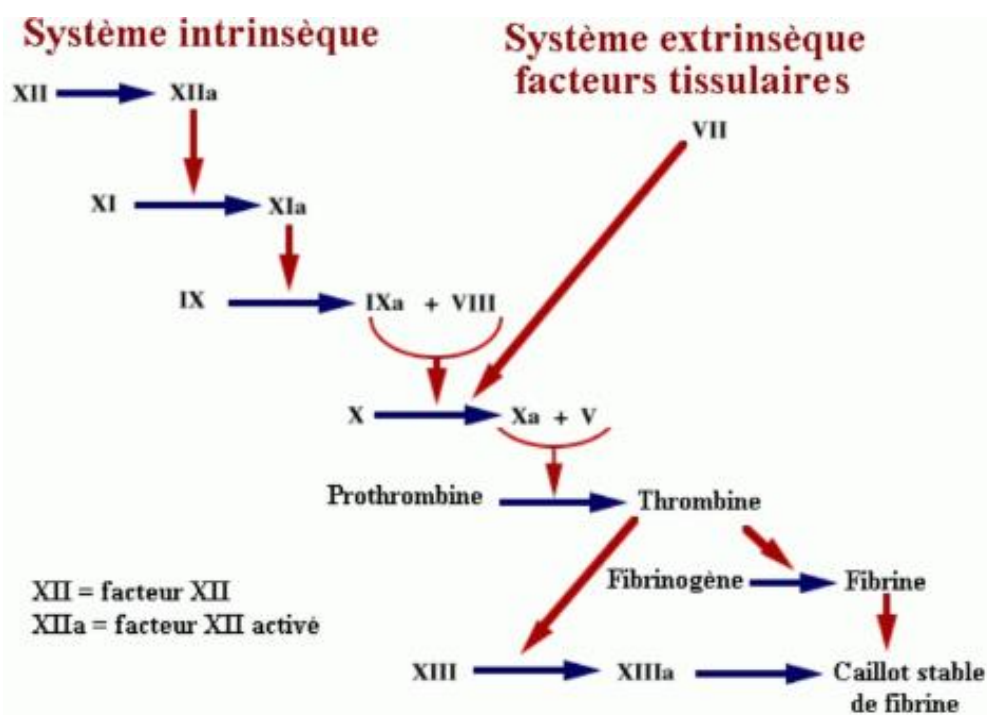 Système intrinsèque
Système extrinsèque
facteurs tissulaires
XII
XIIa
VII
XI
XIa
IX
IXa + VIII
X
Xa + V
Prothrombine
Thrombine
Fibrinogène
Fibrine
XII = facteur XII
XIIa = facteur XII activé
XIII
XIIIa
Caillot stable
de fibrine